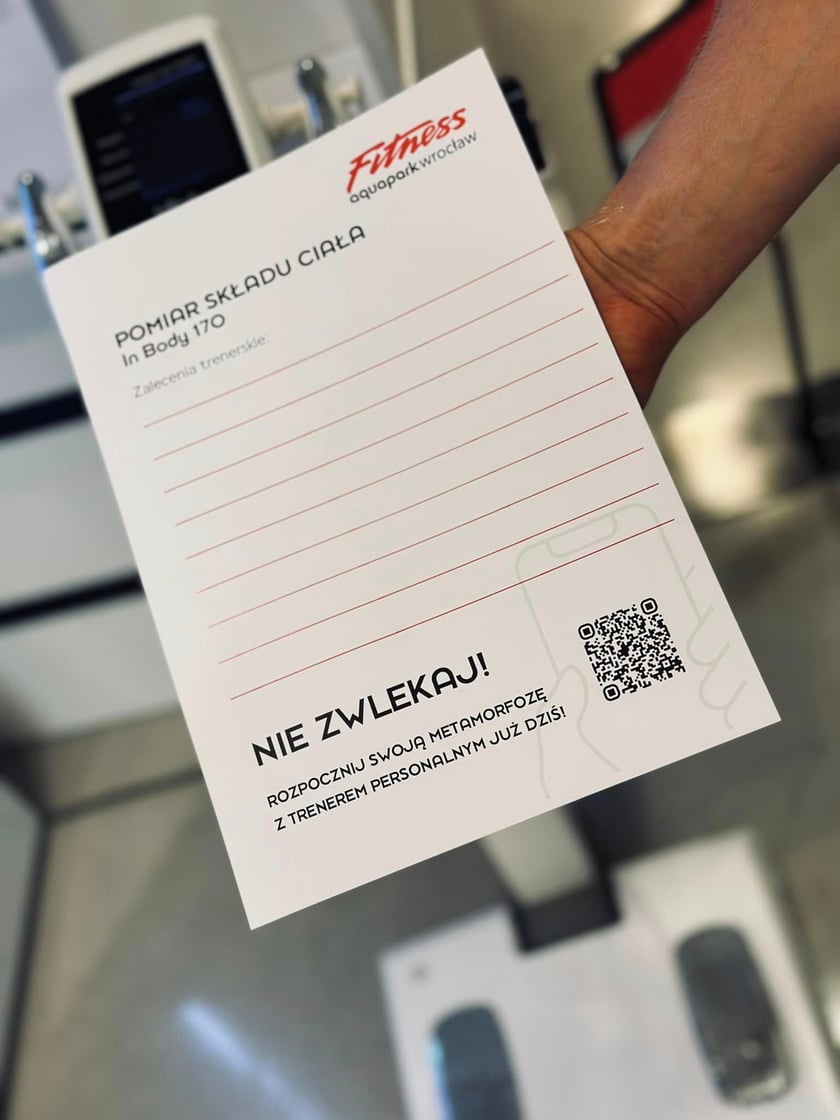 Fitness
aquapark wrocław
POMIAR SKŁADU CIAŁA
In Body 170
Zalecenia trenerskie:
NIE ZWLEKAJ!
ROZPOCZNIJ SWOJĄ METAMORFOZĘ
Z TRENEREM PERSONALNYM JUŻ DZIŚ!